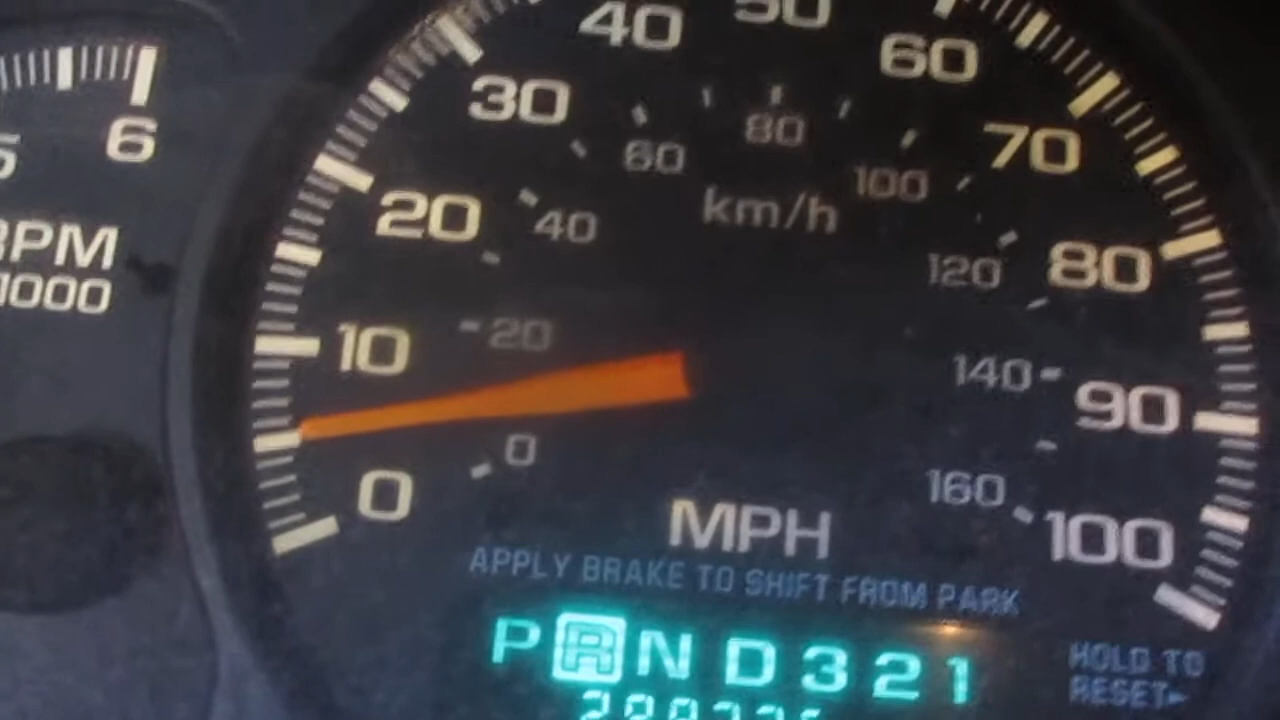 40 50 60
30 70
60 80 100
6
20 40 km/h
120 80
RPM
1000
10 20
140 90
0 0
160 100
MPH
APPLY BRAKE TO SHIFT FROM PARK
P R N D 3 2 1
HOLD TO
RESET